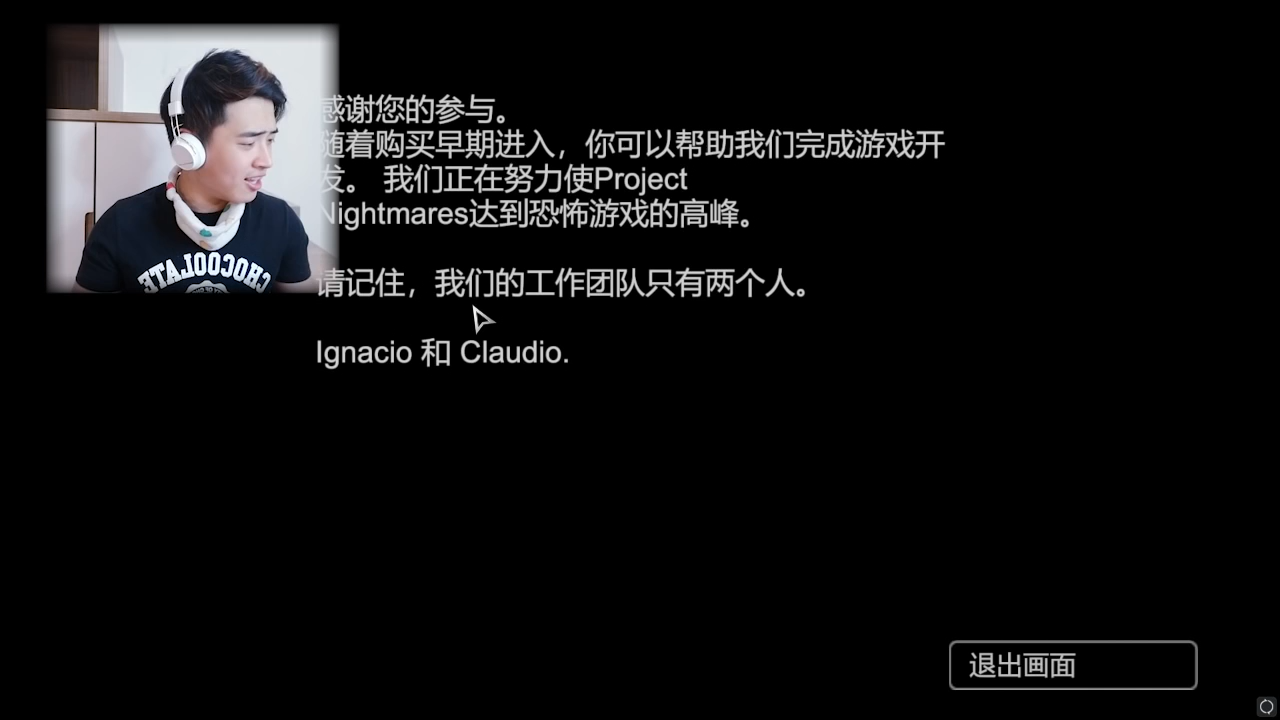 感谢您的参与。
随着购买早期进入，你可以帮助我们完成游戏开
发。 我们正在努力使Project
Nightmares达到恐怖游戏的高峰。
请记住，我们的工作团队只有两个人。
Ignacio 和 Claudio.
CHOCOOLATE
退出画面